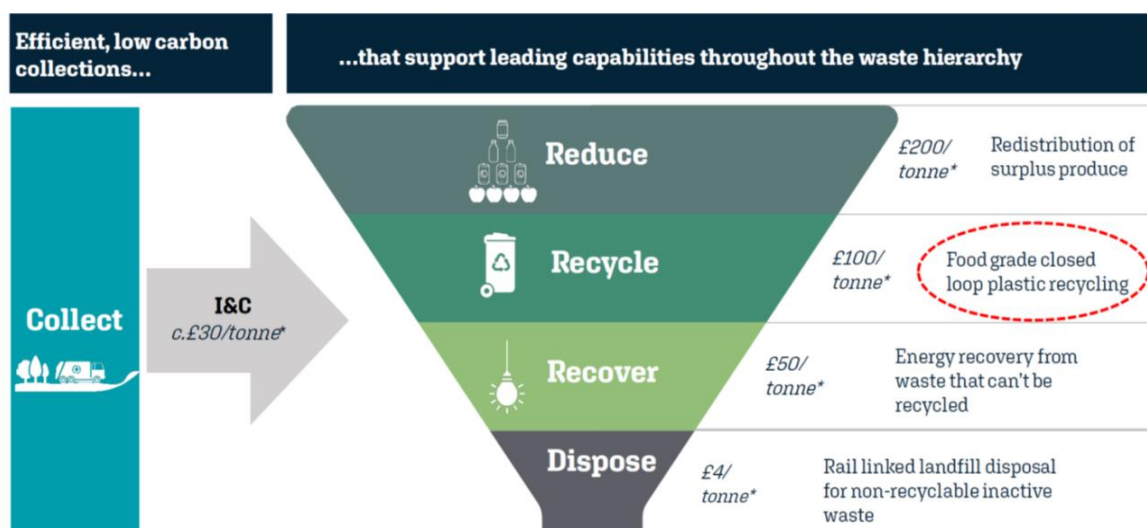 Efficient, low carbon
collections...
...that support leading capabilities throughout the waste hierarchy
Collect
I&C
c.£30/tonne*
Reduce
£200/
tonne*
Redistribution of
surplus produce
Recycle
£100/
tonne*
Food grade closed
loop plastic recycling
Recover
£50/
tonne*
Energy recovery from
waste that can't be
recycled
Dispose
£4/
tonne*
Rail linked landfill disposal
for non-recyclable inactive
waste